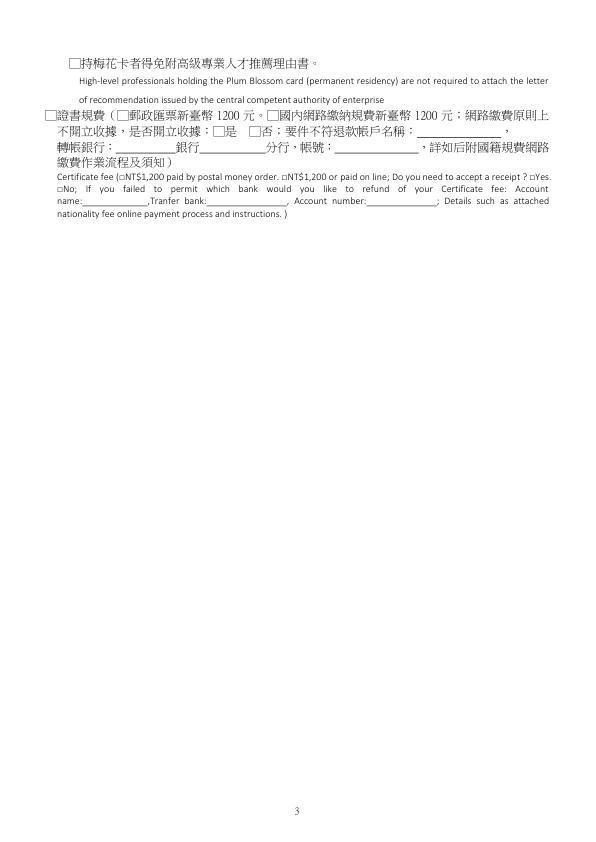 □持梅花卡者得免附高級專業人才推薦理由書。
High-level professionals holding the Plum Blossom card (permanent residency) are not required to attach the letter
of recommendation issued by the central competent authority of enterprise
□證書規費（□郵政匯票新臺幣 1200 元。□國內網路繳納規費新臺幣 1200 元；網路繳費原則上
不開立收據，是否開立收據：□是 □否；要件不符退款帳戶名稱：______________，
轉帳銀行：__________銀行___________分行，帳號：______________，詳如后附國籍規費網路
繳費作業流程及須知）
Certificate fee (□NT$1,200 paid by postal money order. □NT$1,200 or paid on line; Do you need to accept a receipt ? □Yes.
□No; If you failed to permit which bank would you like to refund of your Certificate fee: Account
name:______________,Tranfer bank:_________________, Account number:_______________; Details such as attached
nationality fee online payment process and instructions. )
3